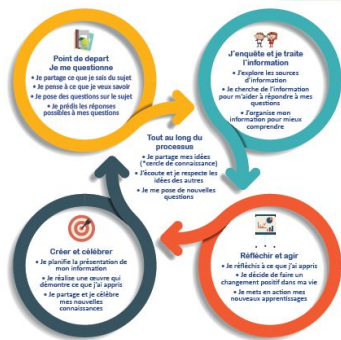 Point de depart
Je me questionne
• Je partage ce que je sais du sujet
• Je pense à ce que je veux savoir
• Je pose des questions sur le sujet
• Je prédis les réponses
possibles à mes questions
J'enquête et je traite
l'information
• J'explore les sources
d'information
• Je cherche de l'information
pour m'aider à répondre à mes
questions
• J'organise mon
information pour mieux
comprendre
Tout au long du
processus
• Je partage mes idées
(*cercle de connaissance)
• J'écoute et je respecte les
idées des autres
• Je me pose de nouvelles
questions
Créer et célébrer
• Je planifie la présentation de
mon information
• Je réalise une œuvre qui
démontre ce que j'ai appris
• Je partage et je célèbre
mes nouvelles
connaissances
Réfléchir et agir
• Je réfléchis à ce que j'ai appris
• Je décide de faire un
changement positif dans ma vie
• Je mets en action mes
nouveaux apprentissages